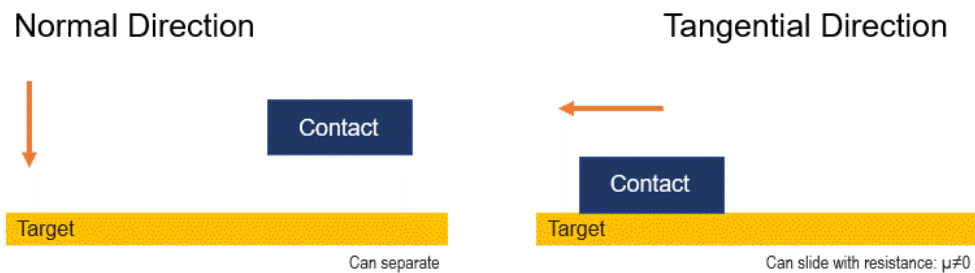 Normal Direction
Tangential Direction
Contact
Contact
Target
Target
Can separate
Can slide with resistance: μ≠0